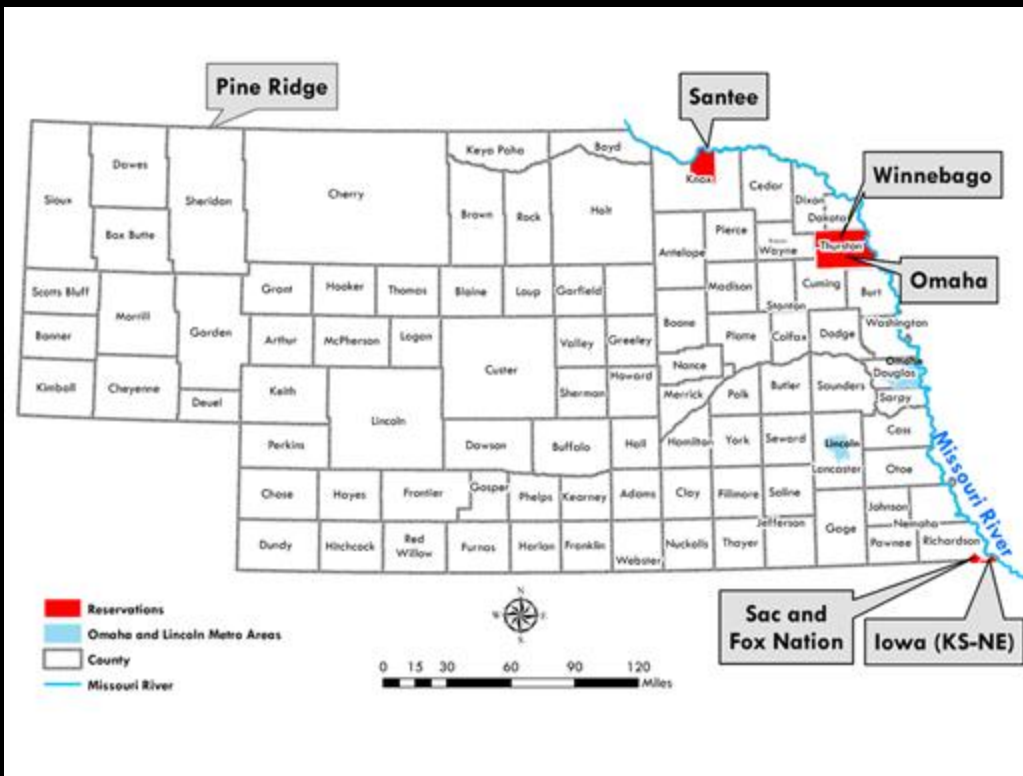 Pine Ridge
Santee
Winnebago
Omaha
Sac and
Fox Nation
Iowa (KS-NE)
Sioux
Dawes
Box Butte
Sheridan
Cherry
Keya Paha
Boyd
Brown
Rock
Holt
Knox
Cedar
Dixon
Dakota
Thurston
Pierce
Wayne
Antelope
Scotts Bluff
Banner
Kimball
Morrill
Cheyenne
Garden
Deuel
Grant
Hooker
Thomas
Blaine
Loup
Garfield
Madison
Stanton
Cuming
Burt
Arthur
McPherson
Logan
Custer
Valley
Greeley
Boone
Platte
Colfax
Dodge
Washington
Omaha
Douglas
Sarpy
Keith
Lincoln
Sherman
Howard
Nance
Merrick
Polk
Butler
Saunders
Perkins
Dawson
Buffalo
Hall
Hamilton
York
Seward
Lincoln
Lancaster
Cass
Otoe
Chase
Hayes
Frontier
Gosper
Phelps
Kearney
Adams
Clay
Fillmore
Saline
Jefferson
Gage
Johnson
Nemaha
Pawnee
Richardson
Dundy
Hitchcock
Red
Willow
Furnas
Harlan
Franklin
Webster
Nuckolls
Thayer
Missouri River
Reservations
Omaha and Lincoln Metro Areas
County
Missouri River
N
W
E
S
0 15 30 60 90 120
Miles